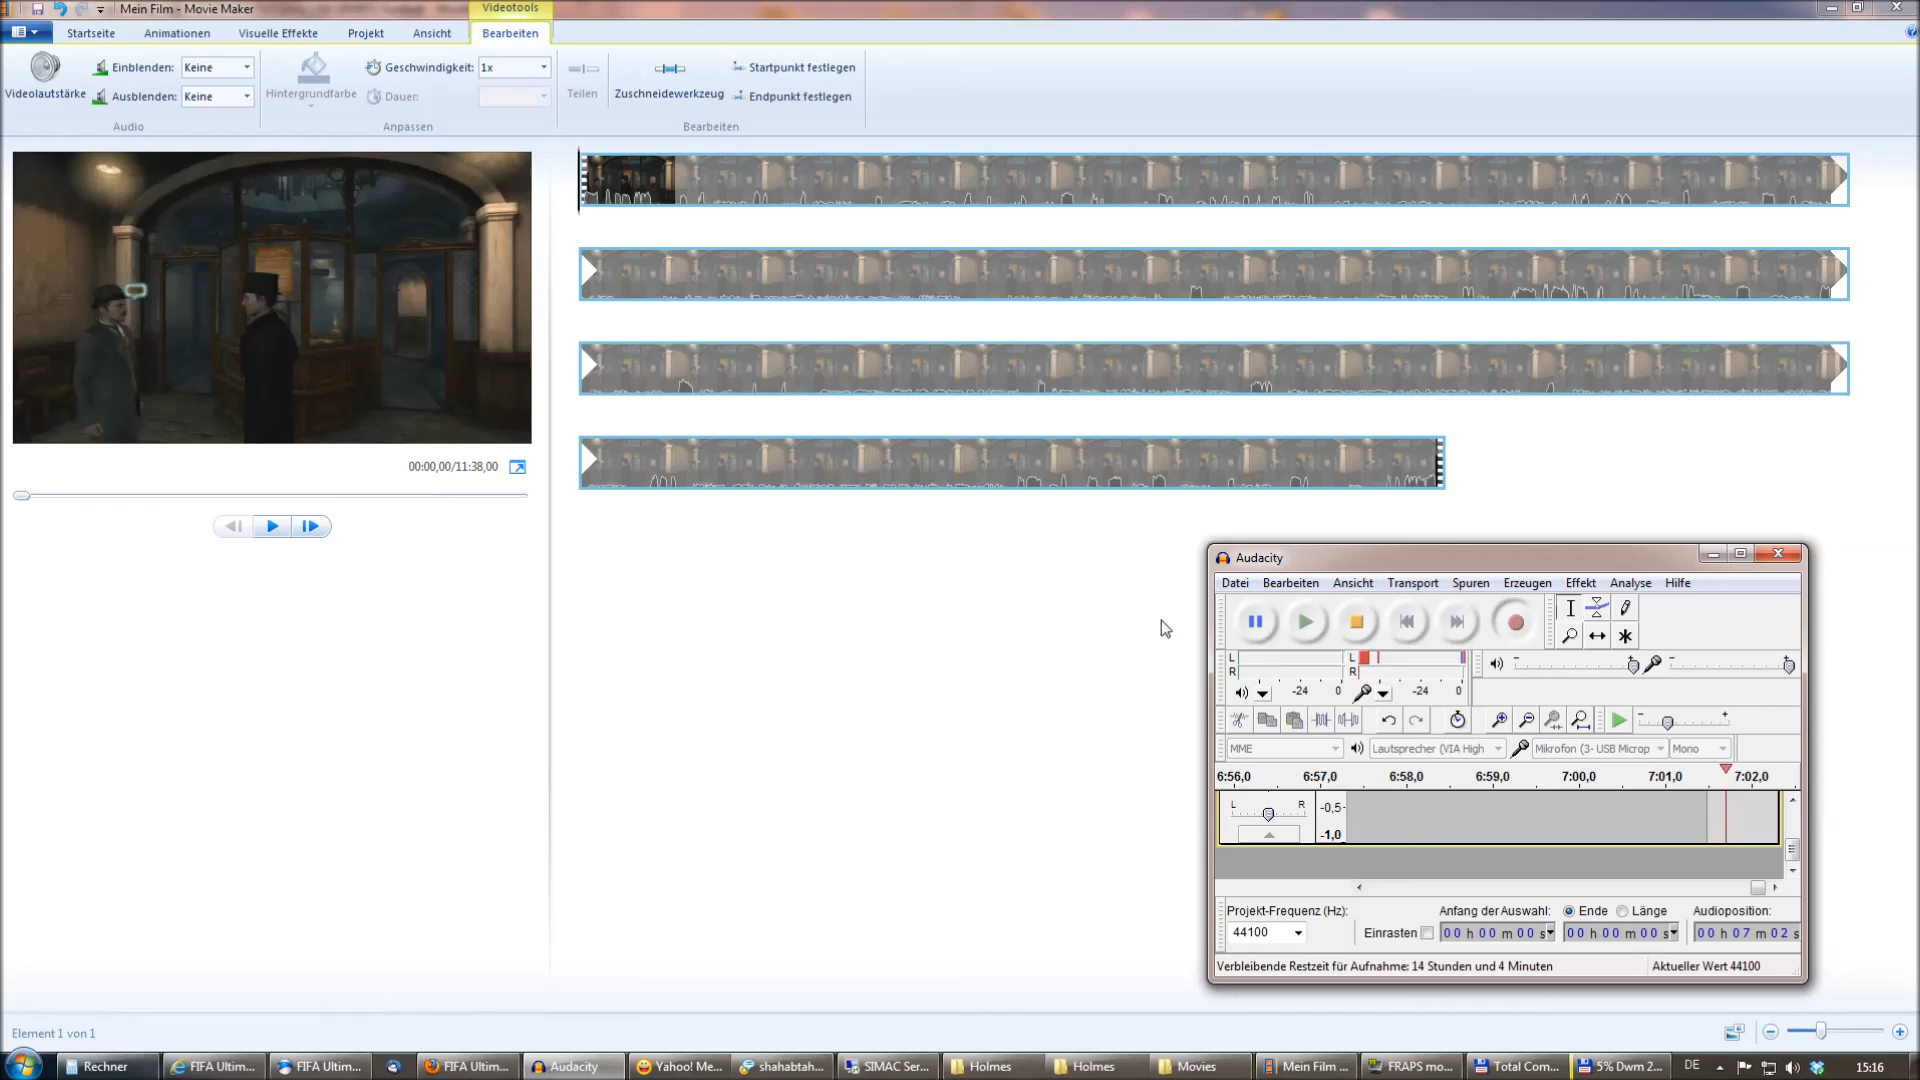 Mein Film - Movie Maker
Videotools
Startseite
Animationen
Visuelle Effekte
Projekt
Ansicht
Bearbeiten
Videolautstärke
Einblenden: Keine
Ausblenden: Keine
Audio
Hintergrundfarbe
Geschwindigkeit: 1x
Dauer:
Anpassen
Teilen
Zuschneidewerkzeug
Startpunkt festlegen
Endpunkt festlegen
Bearbeiten
00:00,00/11:38,00
Audacity
Datei Bearbeiten Ansicht Transport Spuren Erzeugen Effekt Analyse Hilfe
L
R
L
R
-24 0
-24 0
MME
Lautsprecher (VIA High
Mikrofon (3- USB Microp
Mono
6:56,0 6:57,0 6:58,0 6:59,0 7:00,0 7:01,0 7:02,0
L R
-0,5
-1,0
Projekt-Frequenz (Hz):
44100
Einrasten
Anfang der Auswahl:
Ende
Länge
Audioposition:
00 h 00 m 00 s
00 h 00 m 00 s
00 h 07 m 02 s
Verbleibende Restzeit für Aufnahme: 14 Stunden und 4 Minuten
Aktueller Wert 44100
Element 1 von 1
Rechner
FIFA Ultim...
FIFA Ultim...
FIFA Ultim...
Audacity
Yahoo! Me...
shahabtah...
SIMAC Ser...
Holmes
Holmes
Movies
Mein Film ...
FRAPS mo...
Total Com...
5% Dwm 2...
DE
15:16